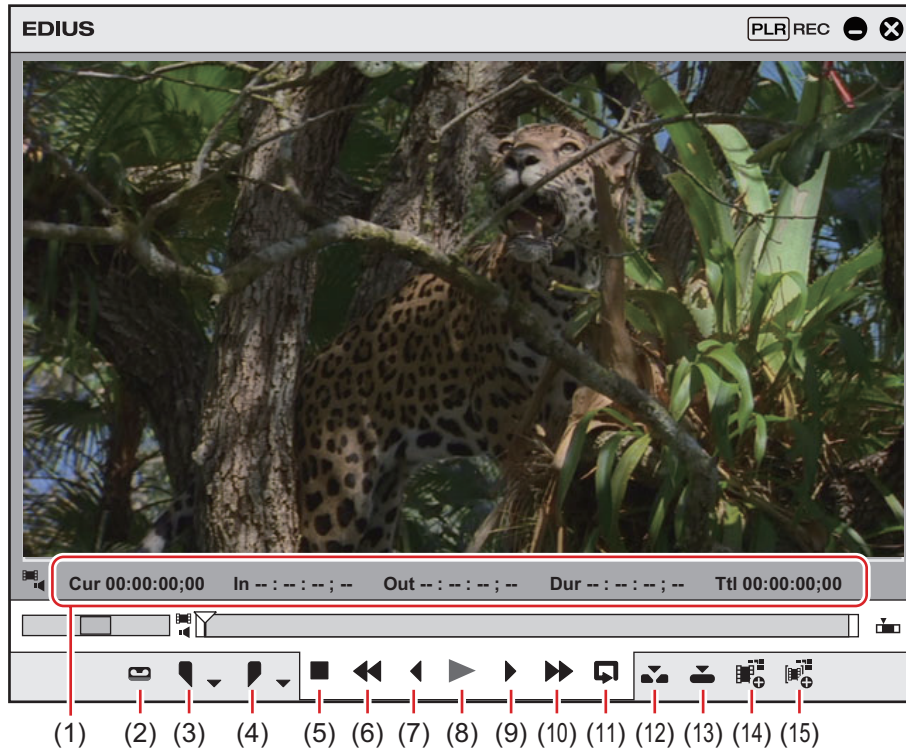 EDIUS PLR REC
Cur 00:00:00;00 In -- : -- : -- ; -- Out -- : -- : -- ; -- Dur -- : -- : -- ; -- Ttl 00:00:00;00
(1) (2) (3) (4) (5) (6) (7) (8) (9) (10) (11) (12) (13) (14) (15)